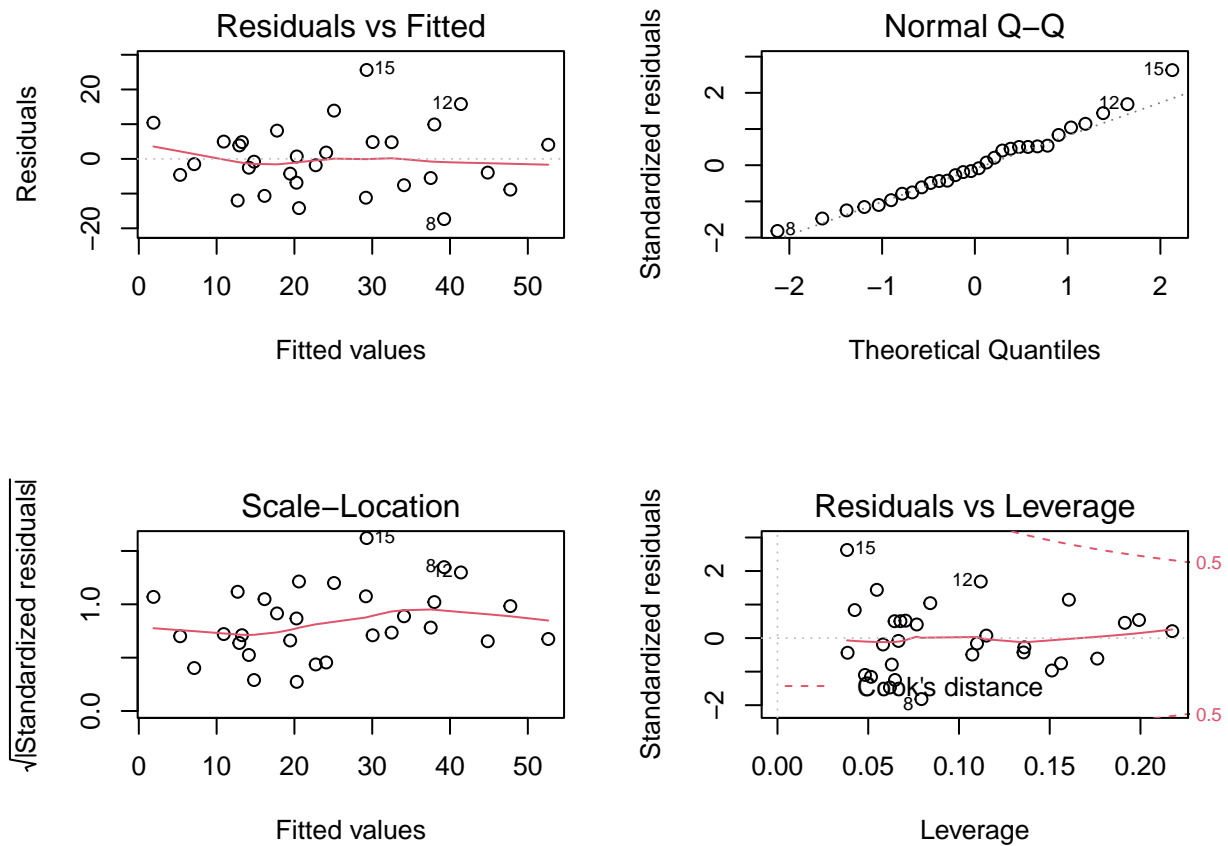 Residuals vs Fitted
Residuals
20
0
−20
15
12
8
0 10 20 30 40 50
Fitted values
Normal Q−Q
Standardized residuals
2
0
−2
15
12
8
−2 −1 0 1 2
Theoretical Quantiles
Scale−Location
√|Standardized residuals|
1.0
0.0
15
8
12
0 10 20 30 40 50
Fitted values
Residuals vs Leverage
Standardized residuals
2
0
−2
15
12
8
Cook's distance
0.5
0.5
0.00 0.05 0.10 0.15 0.20
Leverage